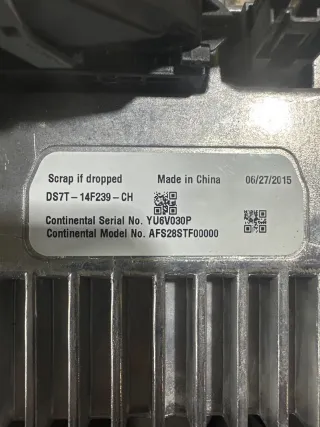 Scrap if dropped Made in China 06/27/2015
DS7T-14F239-CH
Continental Serial No. YU6V030P
Continental Model No. AFS28STF00000